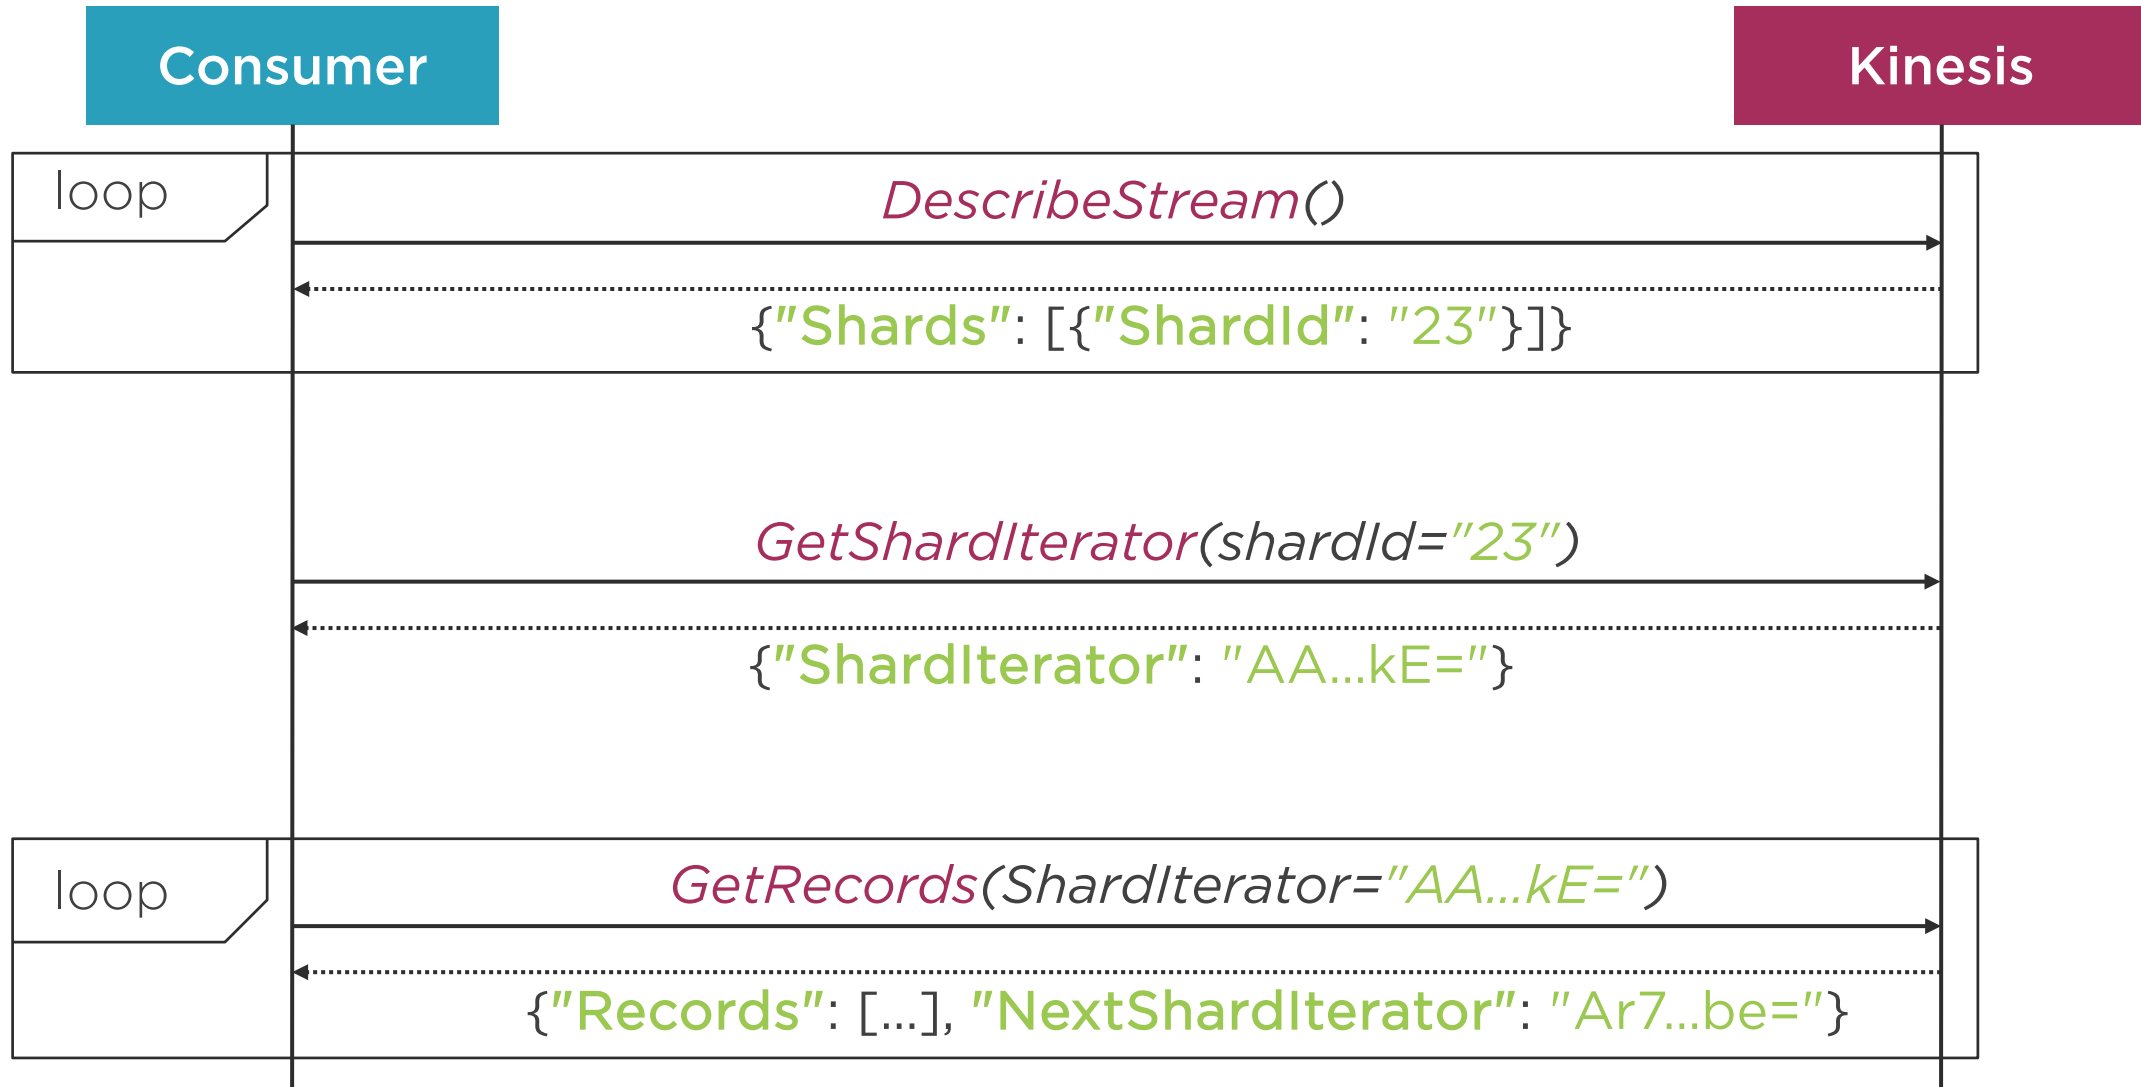 Consumer
Kinesis
loop
DescribeStream()
{"Shards": [{"ShardId": "23"}]}
GetShardIterator(shardId="23")
{"ShardIterator": "AA...kE="}
loop
GetRecords(ShardIterator="AA...kE=")
{"Records": [...], "NextShardIterator": "Ar7...be="}